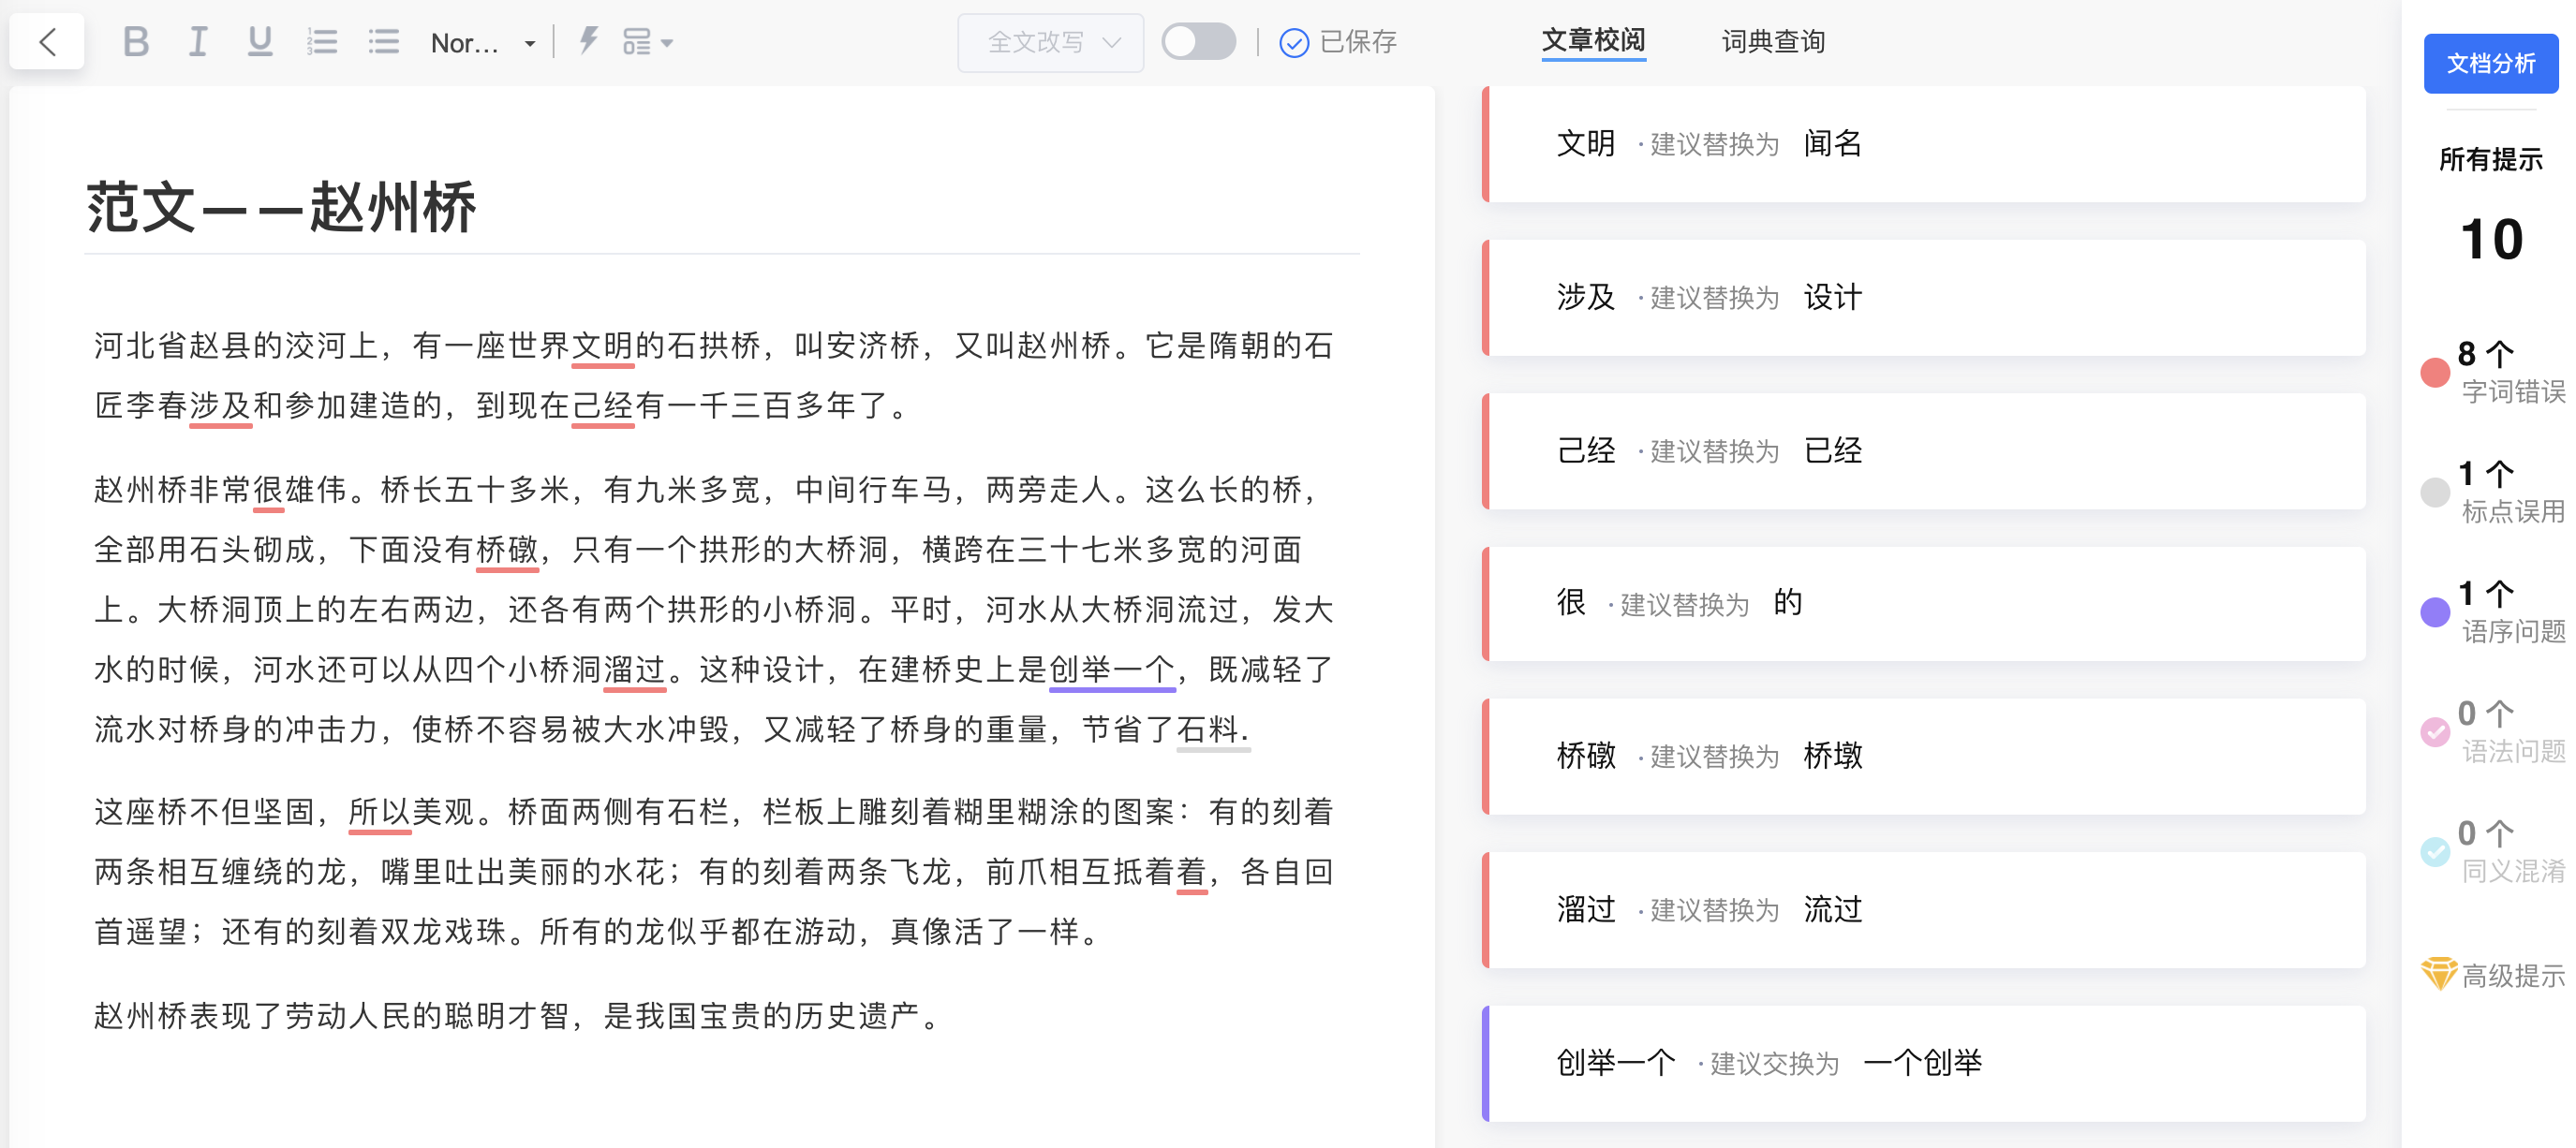 B I U Nor... 全文改写 已保存 文章校阅 词典查询
文档分析
范文——赵州桥
河北省赵县的洨河上，有一座世界文明的石拱桥，叫安济桥，又叫赵州桥。它是隋朝的石
匠李春涉及和参加建造的，到现在己经有一千三百多年了。
赵州桥非常很雄伟。桥长五十多米，有九米多宽，中间行车马，两旁走人。这么长的桥，
全部用石头砌成，下面没有桥礅，只有一个拱形的大桥洞，横跨在三十七米多宽的河面
上。大桥洞顶上的左右两边，还各有两个拱形的小桥洞。平时，河水从大桥洞流过，发大
水的时候，河水还可以从四个小桥洞溜过。这种设计，在建桥史上是创举一个，既减轻了
流水对桥身的冲击力，使桥不容易被大水冲毁，又减轻了桥身的重量，节省了石料.
这座桥不但坚固，所以美观。桥面两侧有石栏，栏板上雕刻着糊里糊涂的图案：有的刻着
两条相互缠绕的龙，嘴里吐出美丽的水花；有的刻着两条飞龙，前爪相互抵着着，各自回
首遥望；还有的刻着双龙戏珠。所有的龙似乎都在游动，真像活了一样。
赵州桥表现了劳动人民的聪明才智，是我国宝贵的历史遗产。
文明 ·建议替换为 闻名
涉及 ·建议替换为 设计
己经 ·建议替换为 已经
很 ·建议替换为 的
桥礅 ·建议替换为 桥墩
溜过 ·建议替换为 流过
创举一个 ·建议交换为 一个创举
所有提示
10
8 个
字词错误
1 个
标点误用
1 个
语序问题
0 个
语法问题
0 个
同义混淆
高级提示